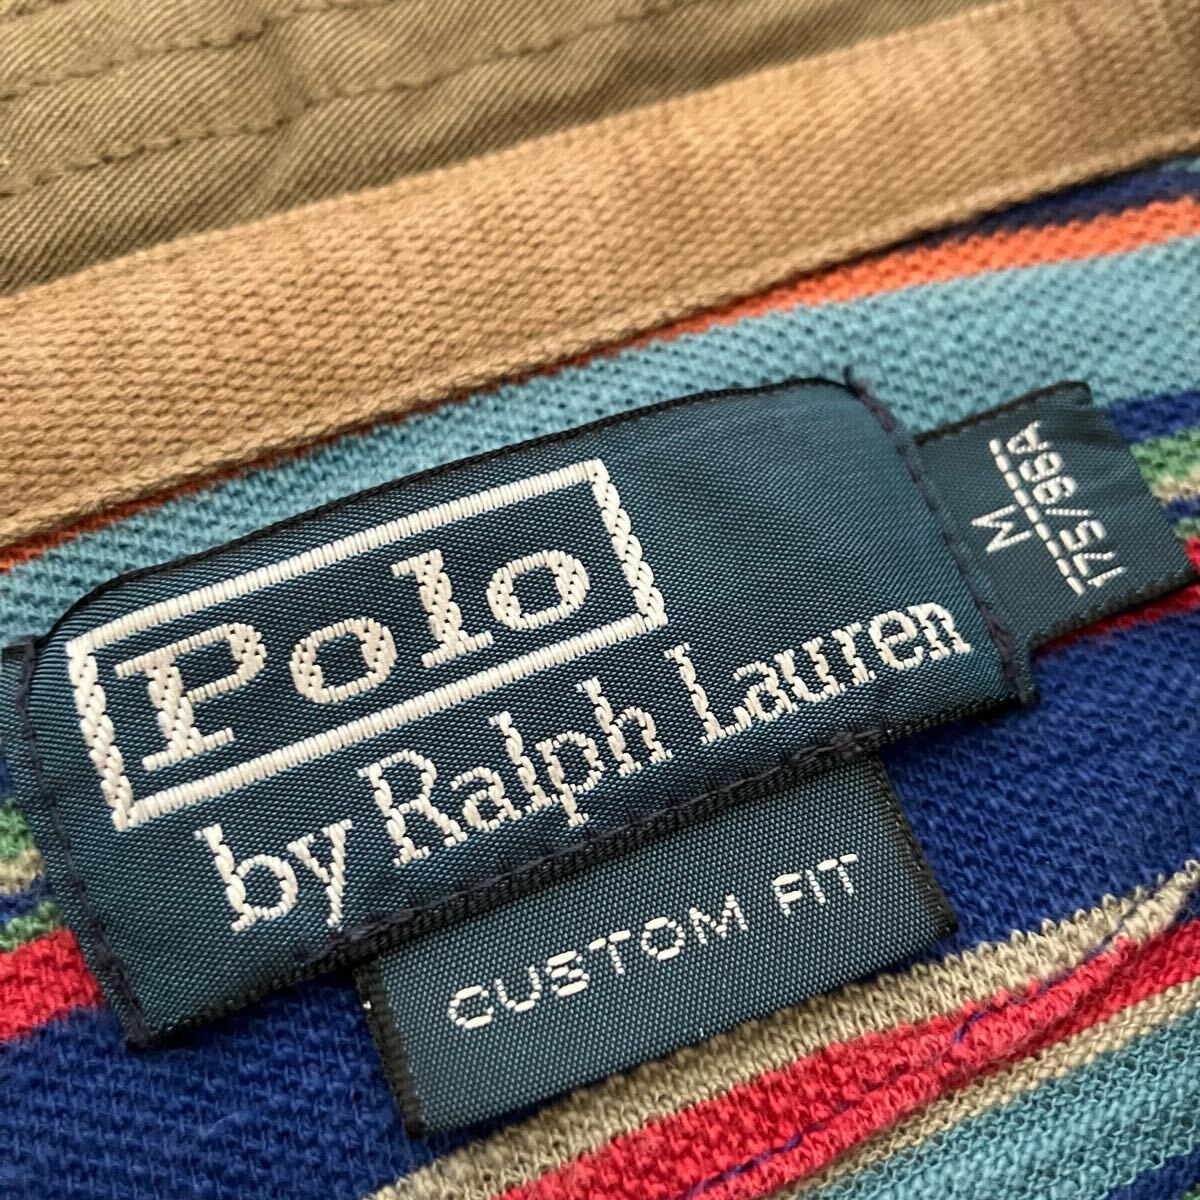 Polo
by Ralph Lauren
M
175/96A
CUSTOM FIT